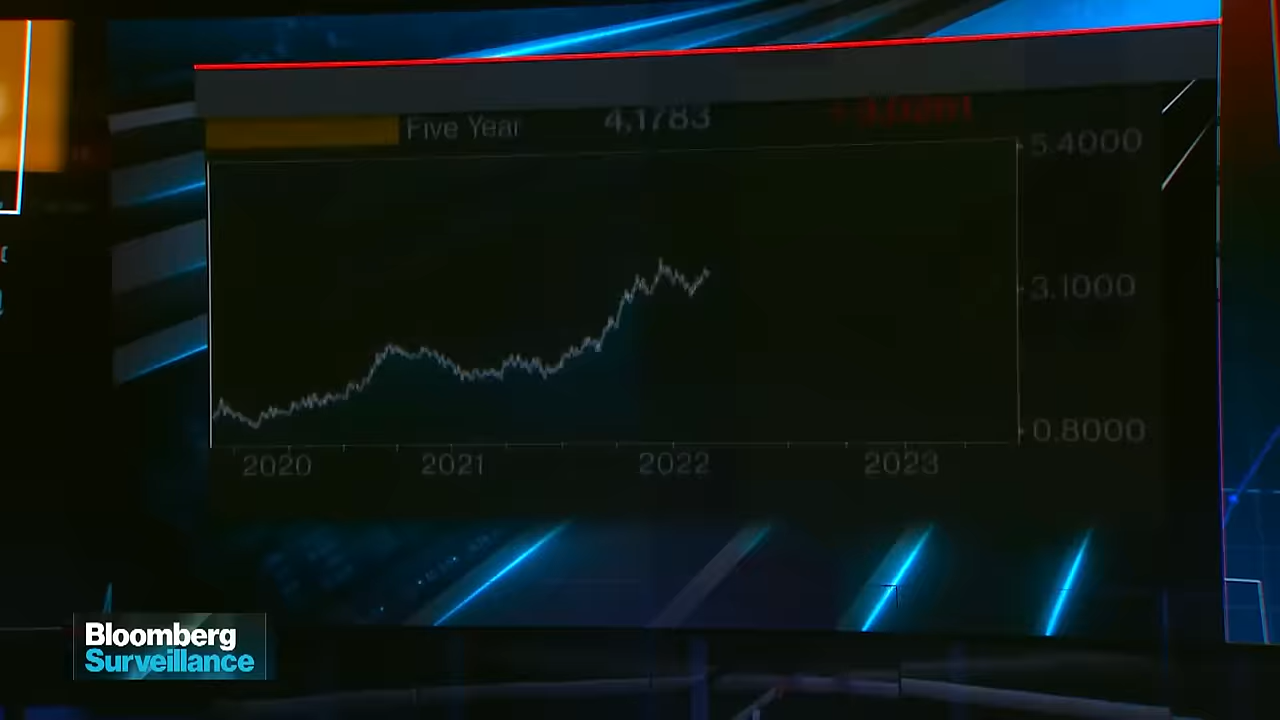 Five Year 4.1783
5.4000
3.1000
0.8000
2020 2021 2022 2023
Bloomberg
Surveillance